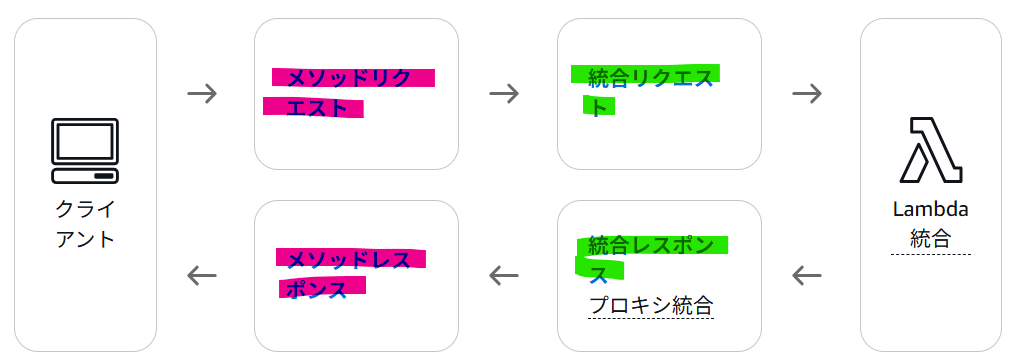 クライ
アント
メソッドリク
エスト
統合リクエス
ト
メソッドレス
ポンス
統合レスポン
ス
プロキシ統合
Lambda
統合